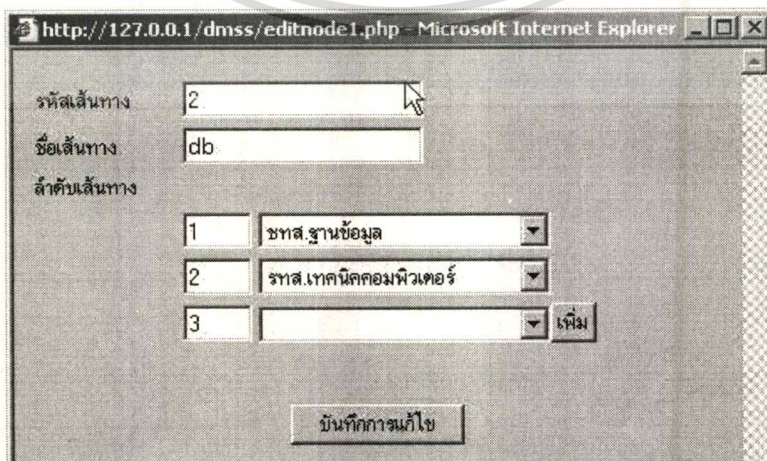 http://127.0.0.1/dmss/editnode1.php - Microsoft Internet Explorer
รหัสเส้นทาง 2
ชื่อเส้นทาง db
ลำดับเส้นทาง
1 ชทส.ฐานข้อมูล
2 รทส.เทคนิคคอมพิวเตอร์
3 เพิ่ม
บันทึกการแก้ไข